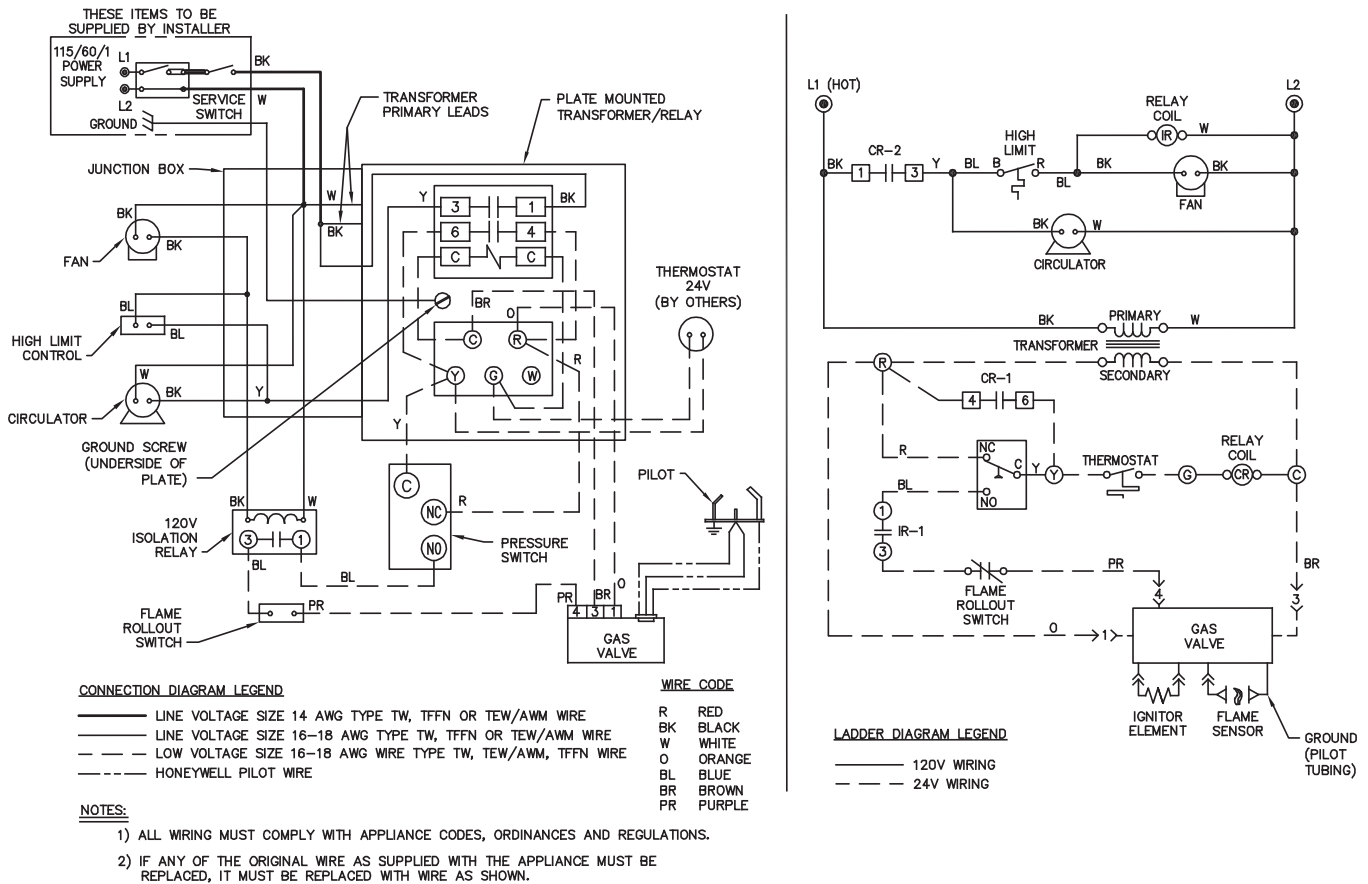 THESE ITEMS TO BE
SUPPLIED BY INSTALLER
115/60/1
POWER
SUPPLY
L1
L2
BK
W
SERVICE
SWITCH
GROUND
TRANSFORMER
PRIMARY LEADS
PLATE MOUNTED
TRANSFORMER/RELAY
JUNCTION BOX
W
BK
Y
3
1
BK
6
4
C
C
BK
BK
FAN
BL
BL
HIGH LIMIT
CONTROL
W
BK
Y
CIRCULATOR
GROUND SCREW
(UNDERSIDE OF
PLATE)
BR
O
C
R
R
Y
G
W
Y
THERMOSTAT
24V
(BY OTHERS)
C
NC
NO
R
PRESSURE
SWITCH
PILOT
BK
W
120V
ISOLATION
RELAY
3
1
BL
BL
PR
FLAME
ROLLOUT
SWITCH
PR
BR
O
4
3
1
GAS
VALVE
CONNECTION DIAGRAM LEGEND
LINE VOLTAGE SIZE 14 AWG TYPE TW, TFFN OR TEW/AWM WIRE
LINE VOLTAGE SIZE 16-18 AWG TYPE TW, TFFN OR TEW/AWM WIRE
LOW VOLTAGE SIZE 16-18 AWG WIRE TYPE TW, TEW/AWM, TFFN WIRE
HONEYWELL PILOT WIRE
WIRE CODE
R RED
BK BLACK
W WHITE
O ORANGE
BL BLUE
BR BROWN
PR PURPLE
NOTES:
1) ALL WIRING MUST COMPLY WITH APPLIANCE CODES, ORDINANCES AND REGULATIONS.
2) IF ANY OF THE ORIGINAL WIRE AS SUPPLIED WITH THE APPLIANCE MUST BE
REPLACED, IT MUST BE REPLACED WITH WIRE AS SHOWN.
L1 (HOT)
L2
RELAY
COIL
IR
W
HIGH
LIMIT
CR-2
BK
1
3
Y
BL
B
R
BL
BK
BK
FAN
BK
W
CIRCULATOR
BK
PRIMARY
W
TRANSFORMER
SECONDARY
R
CR-1
4
6
R
NC
C
NO
Y
Y
THERMOSTAT
G
RELAY
COIL
CR
C
BL
1
IR-1
3
PR
FLAME
ROLLOUT
SWITCH
4
BR
3
O
1
GAS
VALVE
IGNITOR
ELEMENT
FLAME
SENSOR
GROUND
(PILOT
TUBING)
LADDER DIAGRAM LEGEND
120V WIRING
24V WIRING